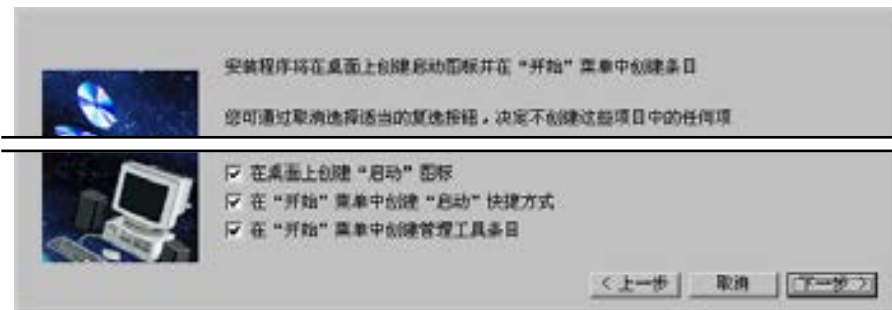 安装程序将在桌面上创建启动图标并在“开始”菜单中创建条目
您可通过取消选择适当的复选按钮，决定不创建这些项目中的任何项
在桌面上创建“启动”图标
在“开始”菜单中创建“启动”快捷方式
在“开始”菜单中创建管理工具条目
< 上一步 取消 下一步 >